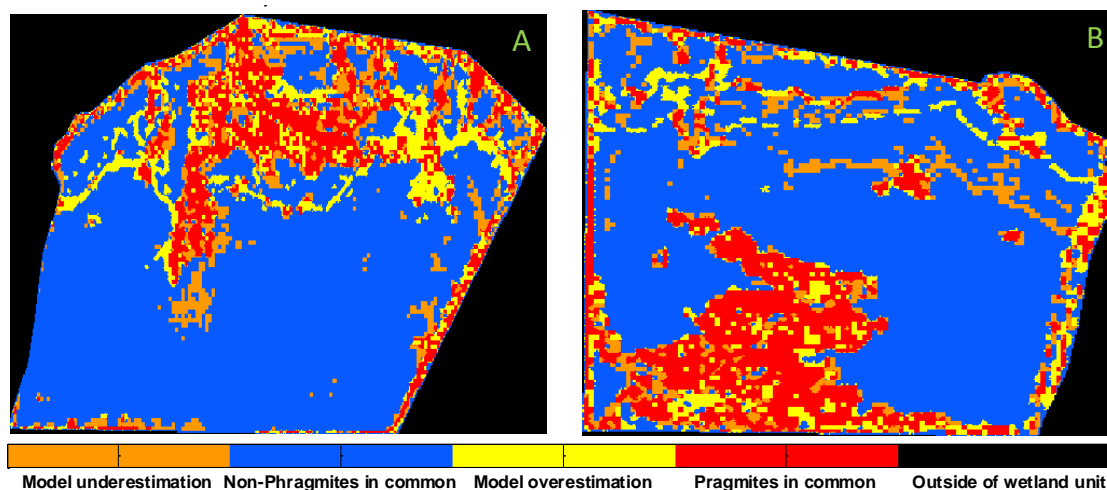 A
B
Model underestimation Non-Phragmites in common Model overestimation Pragmites in common Outside of wetland unit